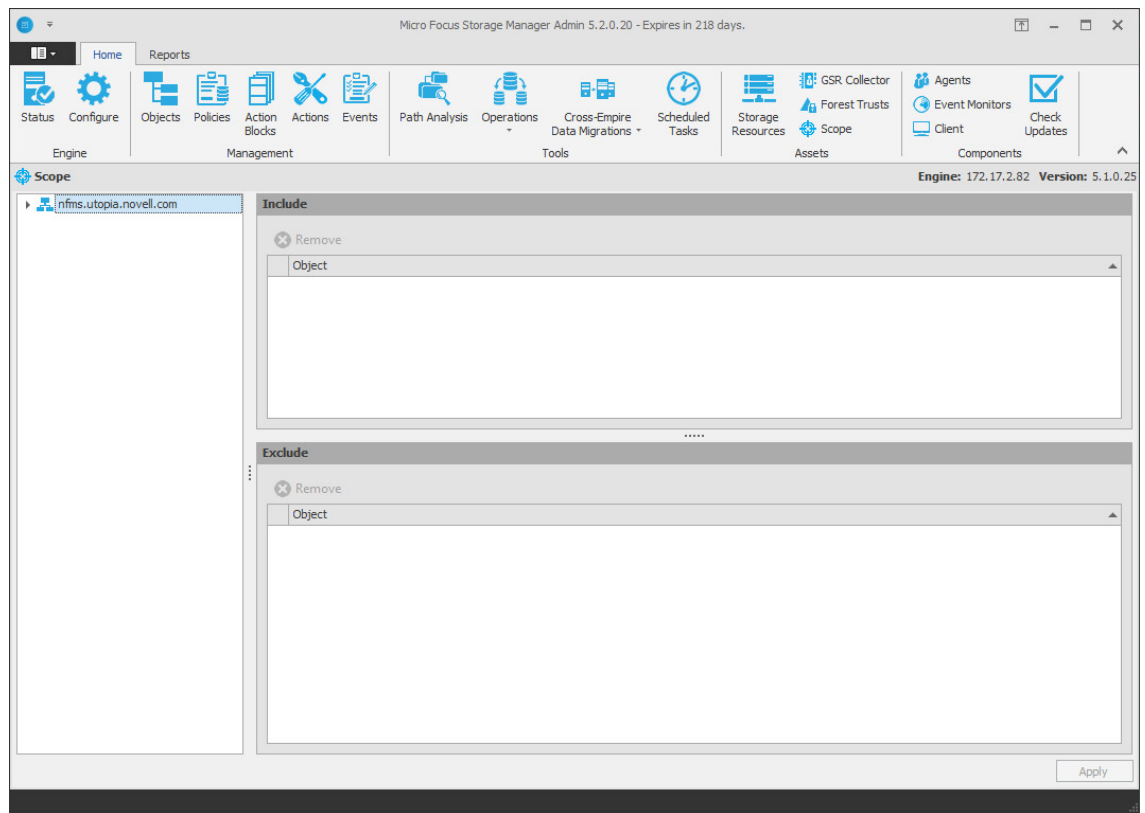 Micro Focus Storage Manager Admin 5.2.0.20 - Expires in 218 days.
Home Reports
Status Configure Objects Policies Action Blocks Actions Events Path Analysis Operations Cross-Empire Data Migrations Scheduled Tasks Storage Resources GSR Collector Forest Trusts Scope Agents Event Monitors Client Check Updates
Engine Management Tools Assets Components
Scope Engine: 172.17.2.82 Version: 5.1.0.25
nfms.utopia.novell.com
Include
Remove
Object
Exclude
Remove
Object
Apply